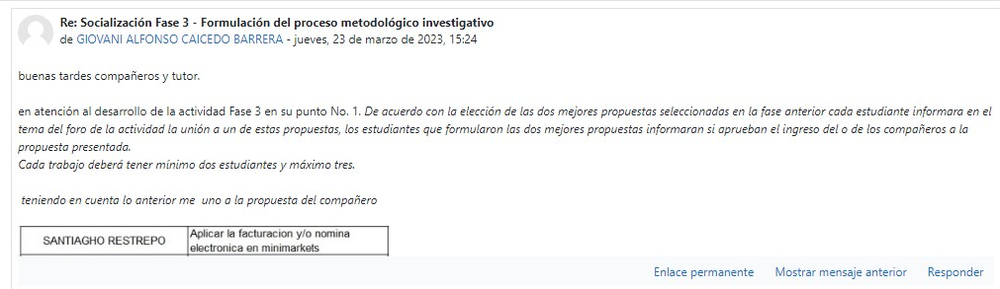 Re: Socialización Fase 3 - Formulación del proceso metodológico investigativo
de GIOVANI ALFONSO CAICEDO BARRERA - jueves, 23 de marzo de 2023, 15:24
buenas tardes compañeros y tutor.
en atención al desarrollo de la actividad Fase 3 en su punto No. 1. De acuerdo con la elección de las dos mejores propuestas seleccionadas en la fase anterior cada estudiante informara en el
tema del foro de la actividad la unión a un de estas propuestas, los estudiantes que formularon las dos mejores propuestas informaran si aprueban el ingreso del o de los compañeros a la
propuesta presentada.
Cada trabajo deberá tener mínimo dos estudiantes y máximo tres.
teniendo en cuenta lo anterior me uno a la propuesta del compañero
SANTIAGHO RESTREPO
Aplicar la facturacion y/o nomina
electronica en minimarkets
Enlace permanente Mostrar mensaje anterior Responder